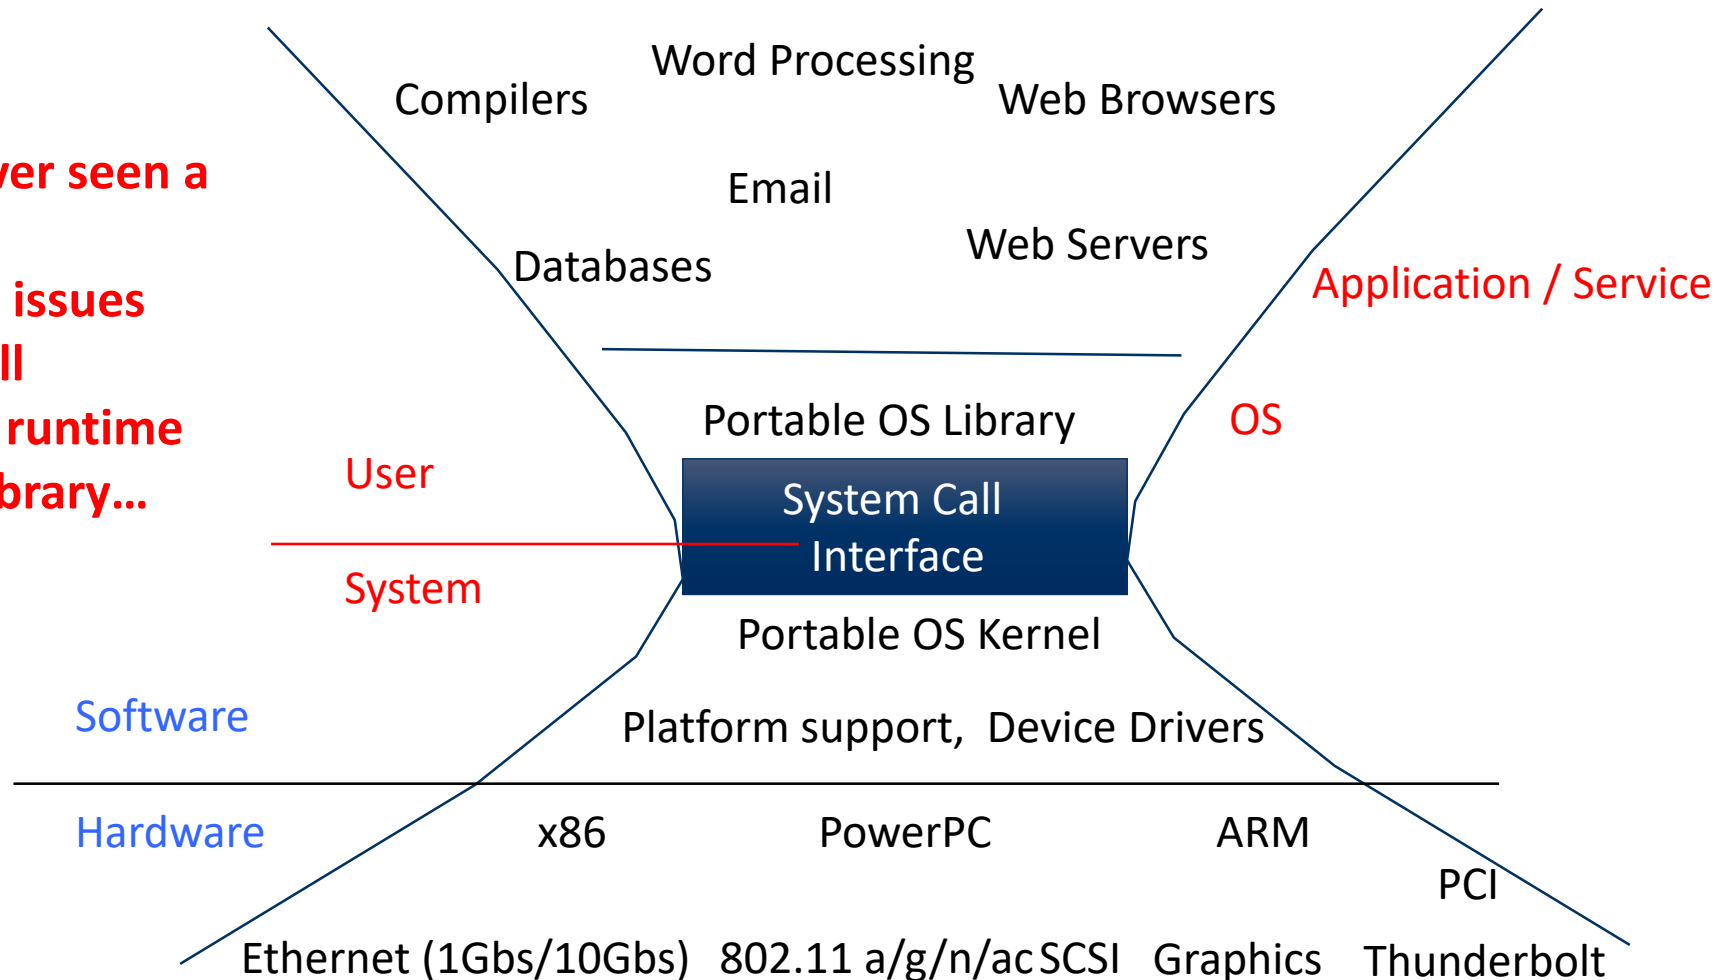 Word Processing
Compilers
Web Browsers
ver seen a
Email
Web Servers
Databases
Application / Service
issues
ll
Portable OS Library
OS
runtime
User
brary…
System Call
Interface
System
Portable OS Kernel
Software
Platform support, Device Drivers
Hardware
x86
PowerPC
ARM
PCI
Ethernet (1Gbs/10Gbs)
802.11 a/g/n/ac
SCSI
Graphics
Thunderbolt